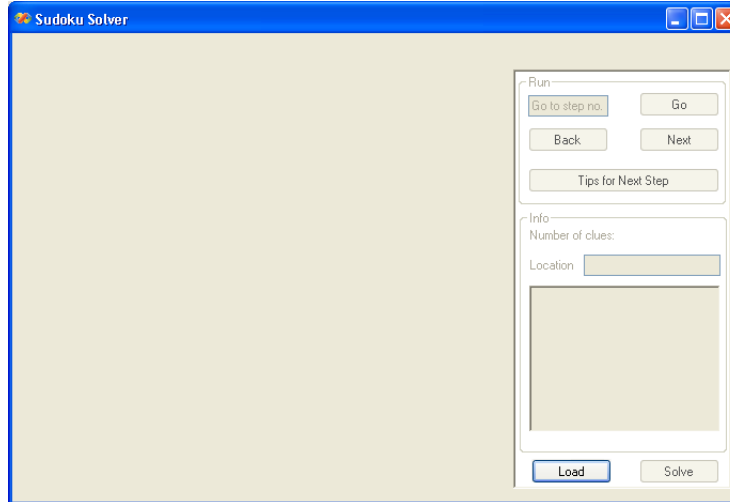 Sudoku Solver
Run
Go to step no. Go
Back Next
Tips for Next Step
Info
Number of clues:
Location
Load Solve